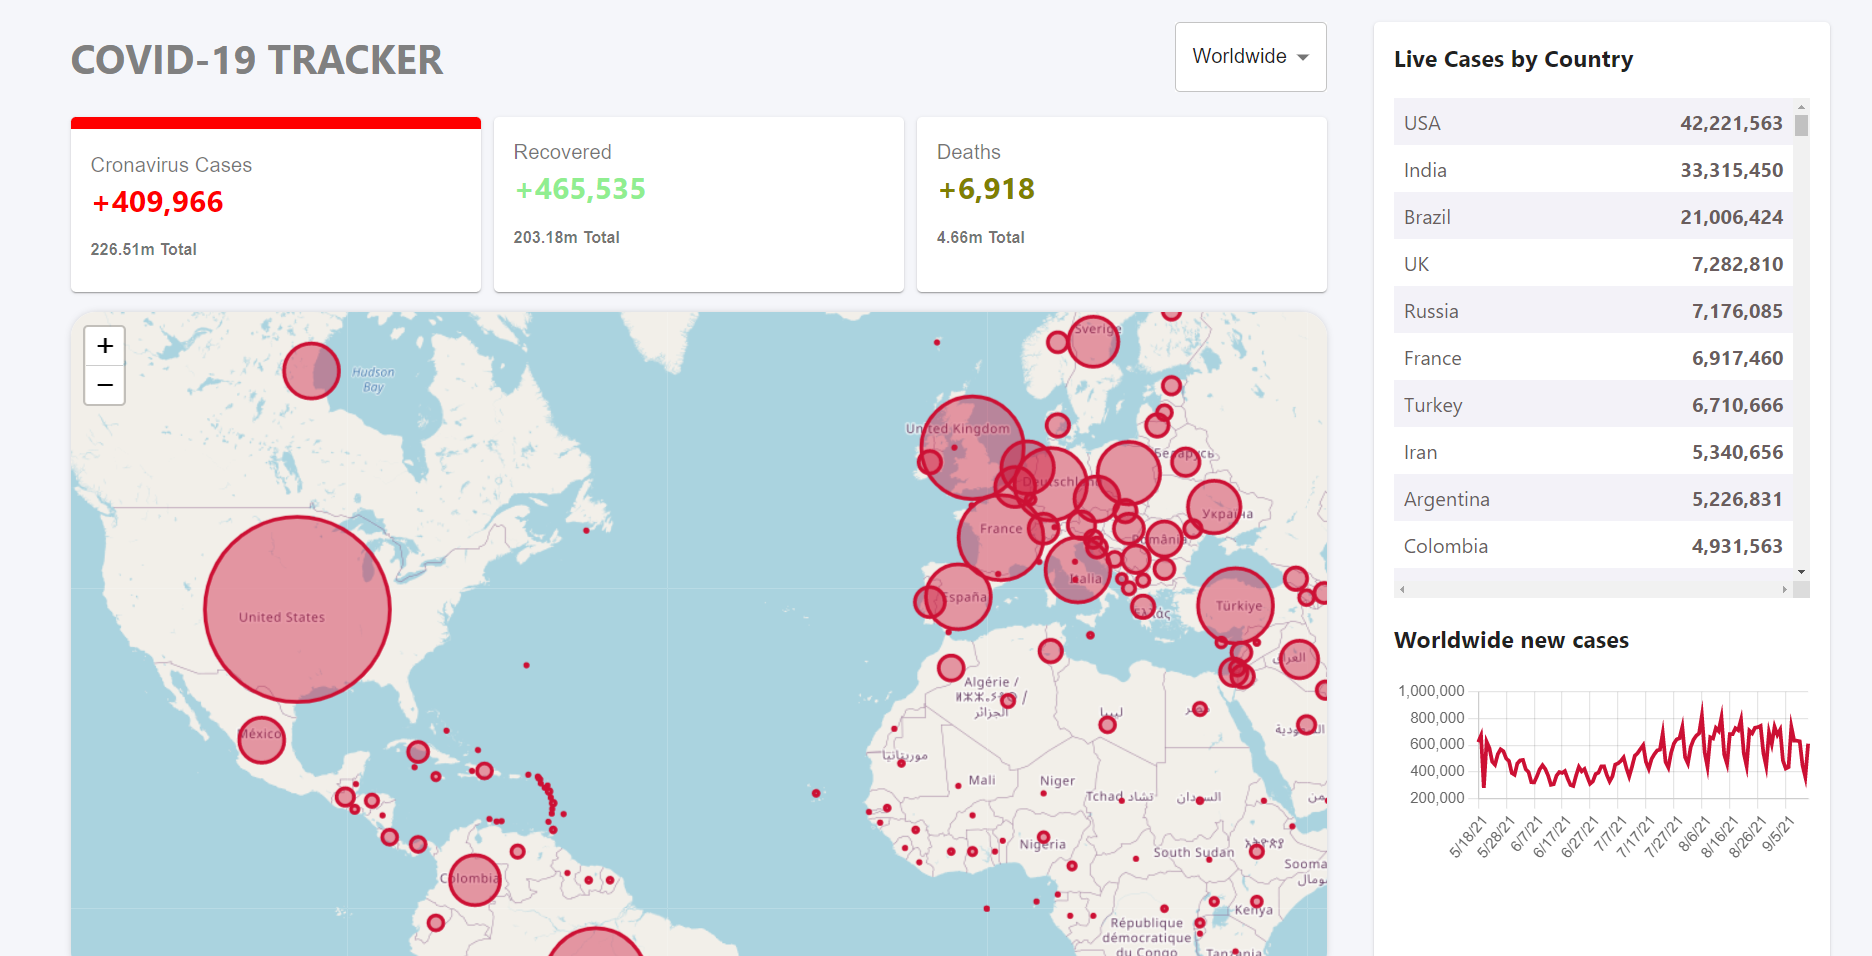 COVID-19 TRACKER
Worldwide
Cronavirus Cases
+409,966
226.51m Total
Recovered
+465,535
203.18m Total
Deaths
+6,918
4.66m Total
+
−
Hudson
Bay
Sverige
United Kingdom
Беларусь
Deutschland
Україна
France
România
Italia
España
Türkiye
Ελλάς
United States
México
العراق
Algérie /
الجزائر
ليبيا
مصر
السعودية
موريتانيا
Mali
Niger
Tchad تشاد
السودان
Nigeria
South Sudan
Colombia
Kenya
République
démocratique
du Congo
Live Cases by Country
USA 42,221,563
India 33,315,450
Brazil 21,006,424
UK 7,282,810
Russia 7,176,085
France 6,917,460
Turkey 6,710,666
Iran 5,340,656
Argentina 5,226,831
Colombia 4,931,563
Worldwide new cases
1,000,000
800,000
600,000
400,000
200,000
5/18/21
5/28/21
6/7/21
6/17/21
6/27/21
7/7/21
7/17/21
7/27/21
8/6/21
8/16/21
8/26/21
9/5/21